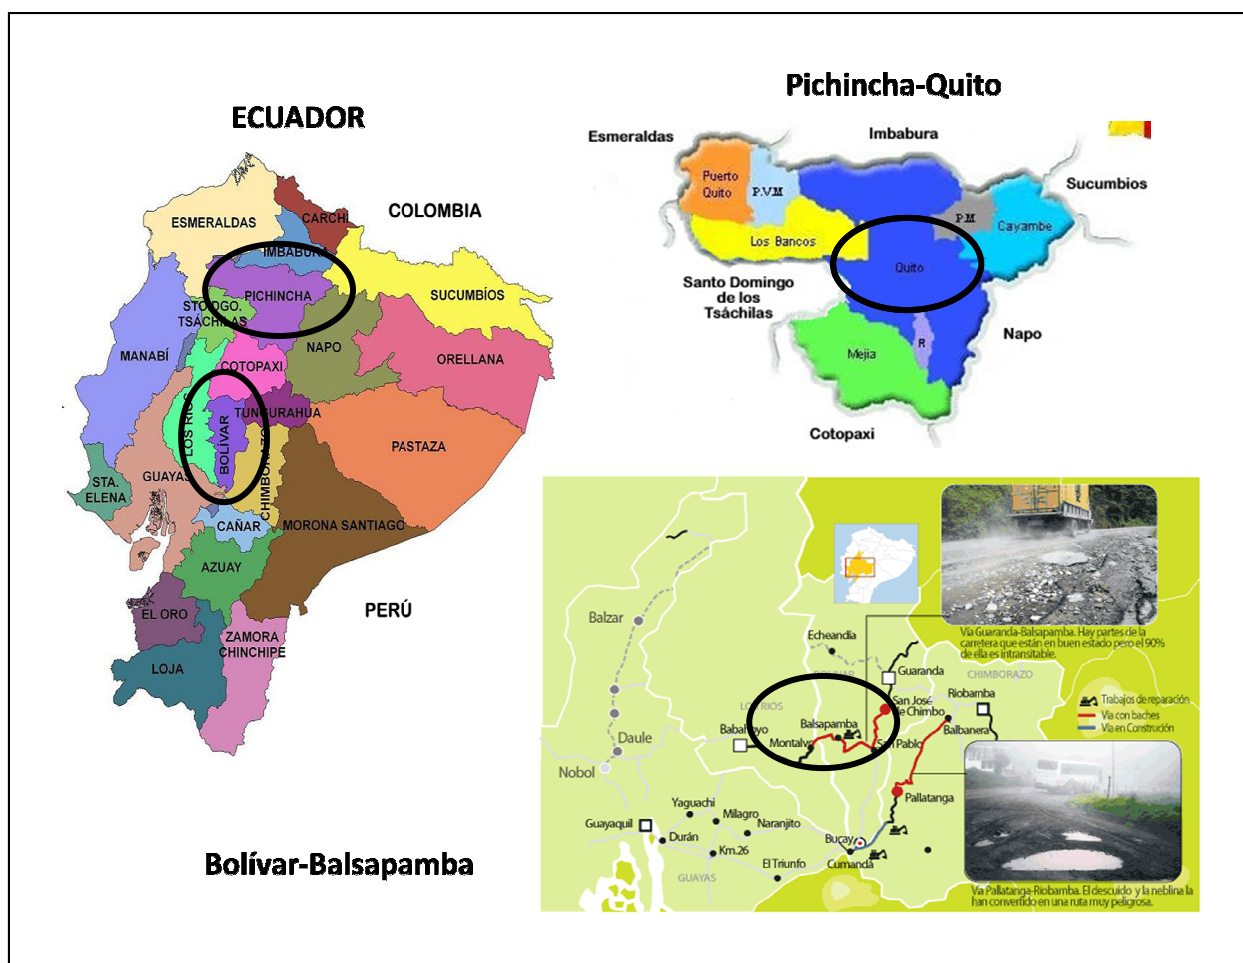 ECUADOR
ESMERALDAS
CARCHI
COLOMBIA
IMBABURA
PICHINCHA
SUCUMBÍOS
STO.DGO.
TSÁCHILAS
MANABÍ
NAPO
ORELLANA
COTOPAXI
LOS RIOS
TUNGURAHUA
BOLÍVAR
CHIMBORAZO
PASTAZA
GUAYAS
STA.
ELENA
CAÑAR
MORONA SANTIAGO
AZUAY
PERÚ
EL ORO
ZAMORA
CHINCHIPE
LOJA
Pichincha-Quito
Esmeraldas
Imbabura
Sucumbios
Puerto
Quito
P.V.M
P.M
Cayambe
Los Bancos
Quito
Santo Domingo
de los
Tsáchilas
Napo
Mejia
R
Cotopaxi
Bolívar-Balsapamba
Vía Guaranda-Balsapamba. Hay partes de la
carretera que están en buen estado pero el 90%
de ella es intransitable.
Balzar
Echeandía
BOLIVAR
Guaranda
CHIMBORAZO
Riobamba
LOS RIOS
San José
de Chimbo
Trabajos de reparación
Vía con baches
Vía en Construción
Babahoyo
Balsapamba
Montalvo
San Pablo
Balbanera
Daule
Nobol
Pallatanga
Yaguachi
Milagro
Naranjito
Guayaquil
Durán
Km.26
Bucay
Cumandá
El Triunfo
GUAYAS
Vía Pallatanga-Riobamba. El descuido y la neblina la
han convertido en una ruta muy peligrosa.